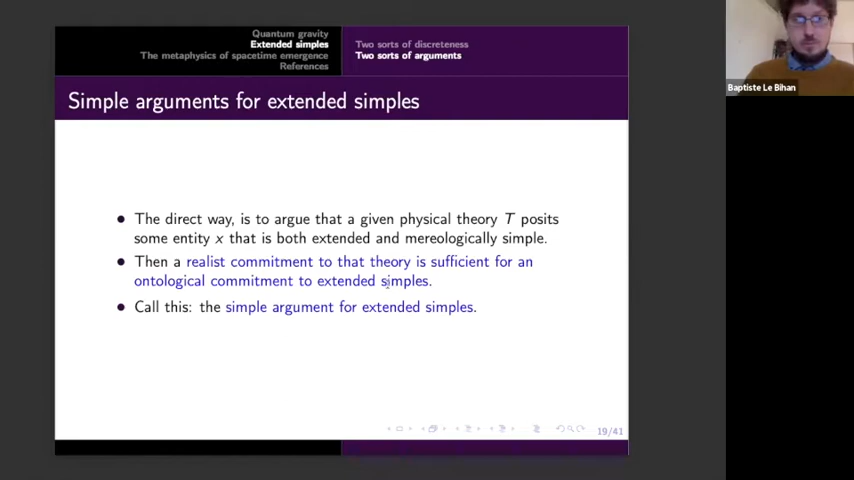 Quantum gravity
Extended simples
The metaphysics of spacetime emergence
References
Two sorts of discreteness
Two sorts of arguments
Simple arguments for extended simples
• The direct way, is to argue that a given physical theory T posits
some entity x that is both extended and mereologically simple.
• Then a realist commitment to that theory is sufficient for an
ontological commitment to extended simples.
• Call this: the simple argument for extended simples.
19/41
Baptiste Le Bihan